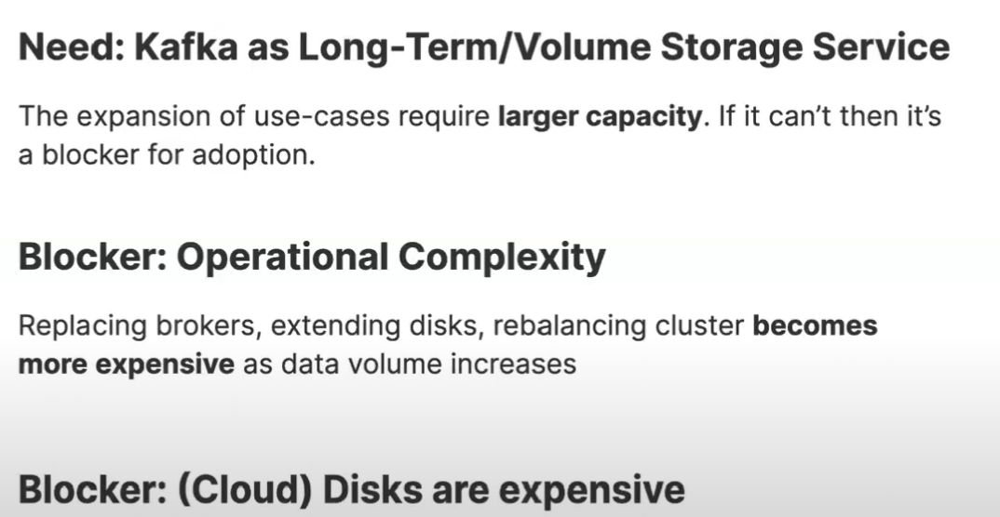 Need: Kafka as Long-Term/Volume Storage Service
The expansion of use-cases require larger capacity. If it can’t then it’s
a blocker for adoption.
Blocker: Operational Complexity
Replacing brokers, extending disks, rebalancing cluster becomes
more expensive as data volume increases
Blocker: (Cloud) Disks are expensive